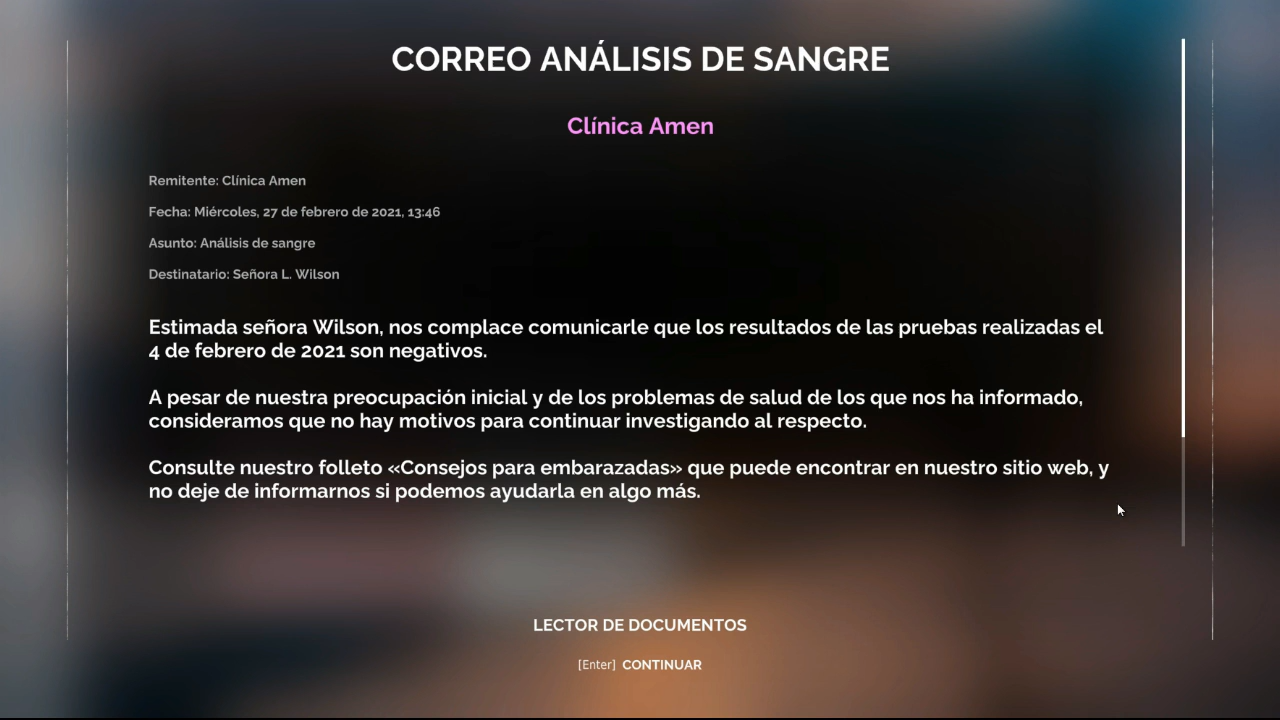 CORREO ANÁLISIS DE SANGRE
Clínica Amen
Remitente: Clínica Amen
Fecha: Miércoles, 27 de febrero de 2021, 13:46
Asunto: Análisis de sangre
Destinatario: Señora L. Wilson
Estimada señora Wilson, nos complace comunicarle que los resultados de las pruebas realizadas el
4 de febrero de 2021 son negativos.
A pesar de nuestra preocupación inicial y de los problemas de salud de los que nos ha informado,
consideramos que no hay motivos para continuar investigando al respecto.
Consulte nuestro folleto «Consejos para embarazadas» que puede encontrar en nuestro sitio web, y
no deje de informarnos si podemos ayudarla en algo más.
LECTOR DE DOCUMENTOS
[Enter] CONTINUAR